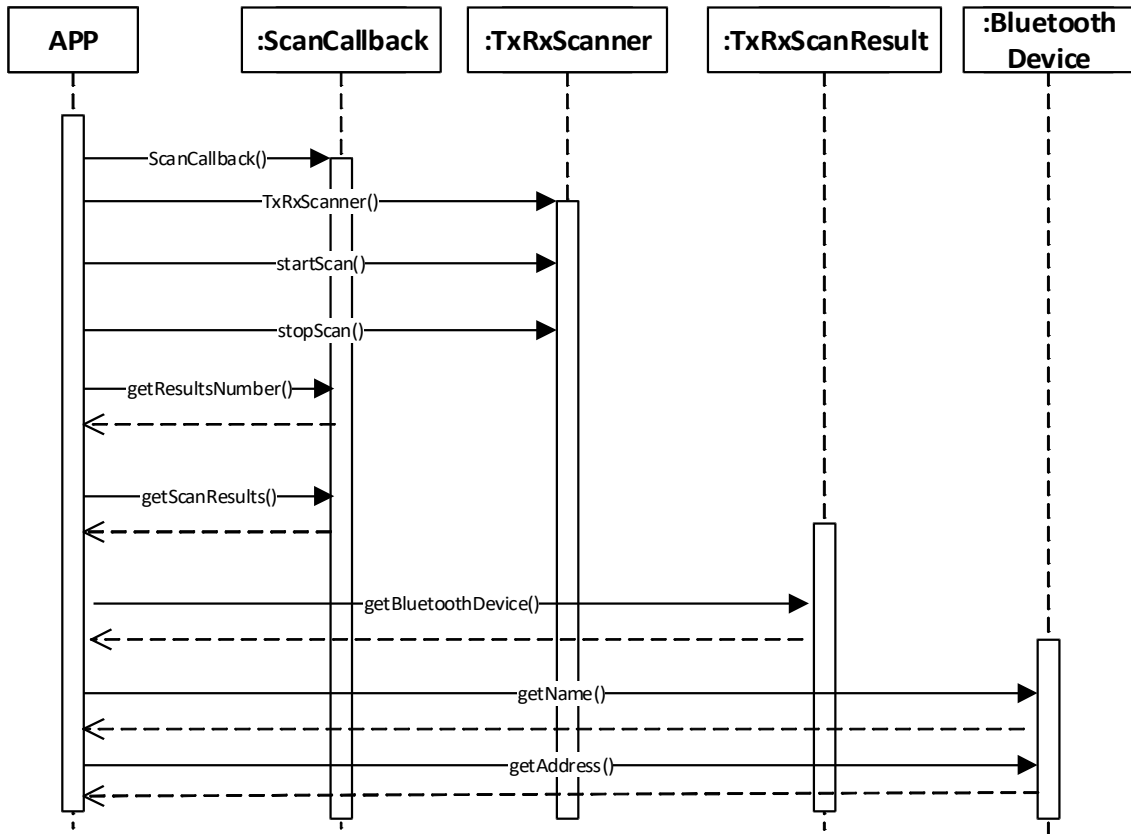 APP
:ScanCallback
:TxRxScanner
:TxRxScanResult
:Bluetooth
Device
ScanCallback()
TxRxScanner()
startScan()
stopScan()
getResultsNumber()
getScanResults()
getBluetoothDevice()
getName()
getAddress()